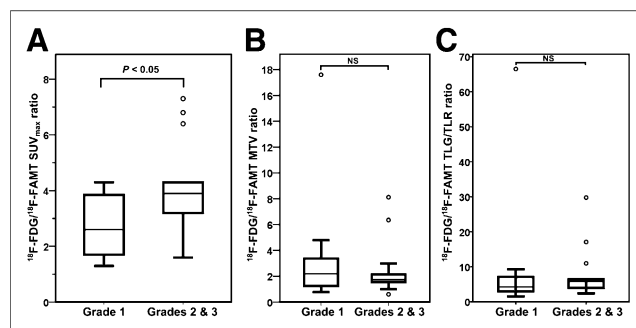 A
B
C
¹⁸F-FDG/¹⁸F-FAMT SUVmax ratio
8
6
4
2
0
P < 0.05
Grade 1
Grades 2 & 3
¹⁸F-FDG/¹⁸F-FAMT MTV ratio
18
16
14
12
10
8
6
4
2
0
NS
Grade 1
Grades 2 & 3
¹⁸F-FDG/¹⁸F-FAMT TLG/TLR ratio
70
60
50
40
30
20
10
0
NS
Grade 1
Grades 2 & 3